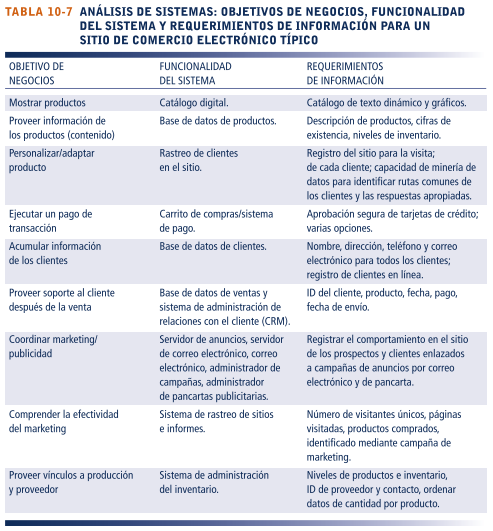 TABLA 10-7 ANÁLISIS DE SISTEMAS: OBJETIVOS DE NEGOCIOS, FUNCIONALIDAD
DEL SISTEMA Y REQUERIMIENTOS DE INFORMACIÓN PARA UN
SITIO DE COMERCIO ELECTRÓNICO TÍPICO
OBJETIVO DE
NEGOCIOS
FUNCIONALIDAD
DEL SISTEMA
REQUERIMIENTOS
DE INFORMACIÓN
Mostrar productos
Catálogo digital.
Catálogo de texto dinámico y gráficos.
Proveer información de
los productos (contenido)
Base de datos de productos.
Descripción de productos, cifras de
existencia, niveles de inventario.
Personalizar/adaptar
producto
Rastreo de clientes
en el sitio.
Registro del sitio para la visita;
de cada cliente; capacidad de minería de
datos para identificar rutas comunes de
los clientes y las respuestas apropiadas.
Ejecutar un pago de
transacción
Carrito de compras/sistema
de pago.
Aprobación segura de tarjetas de crédito;
varias opciones.
Acumular información
de los clientes
Base de datos de clientes.
Nombre, dirección, teléfono y correo
electrónico para todos los clientes;
registro de clientes en línea.
Proveer soporte al cliente
después de la venta
Base de datos de ventas y
sistema de administración de
relaciones con el cliente (CRM).
ID del cliente, producto, fecha, pago,
fecha de envío.
Coordinar marketing/
publicidad
Servidor de anuncios, servidor
de correo electrónico, correo
electrónico, administrador de
campañas, administrador
de pancartas publicitarias.
Registrar el comportamiento en el sitio
de los prospectos y clientes enlazados
a campañas de anuncios por correo
electrónico y de pancarta.
Comprender la efectividad
del marketing
Sistema de rastreo de sitios
e informes.
Número de visitantes únicos, páginas
visitadas, productos comprados,
identificado mediante campaña de
marketing.
Proveer vínculos a producción
y proveedor
Sistema de administración
del inventario.
Niveles de productos e inventario,
ID de proveedor y contacto, ordenar
datos de cantidad por producto.